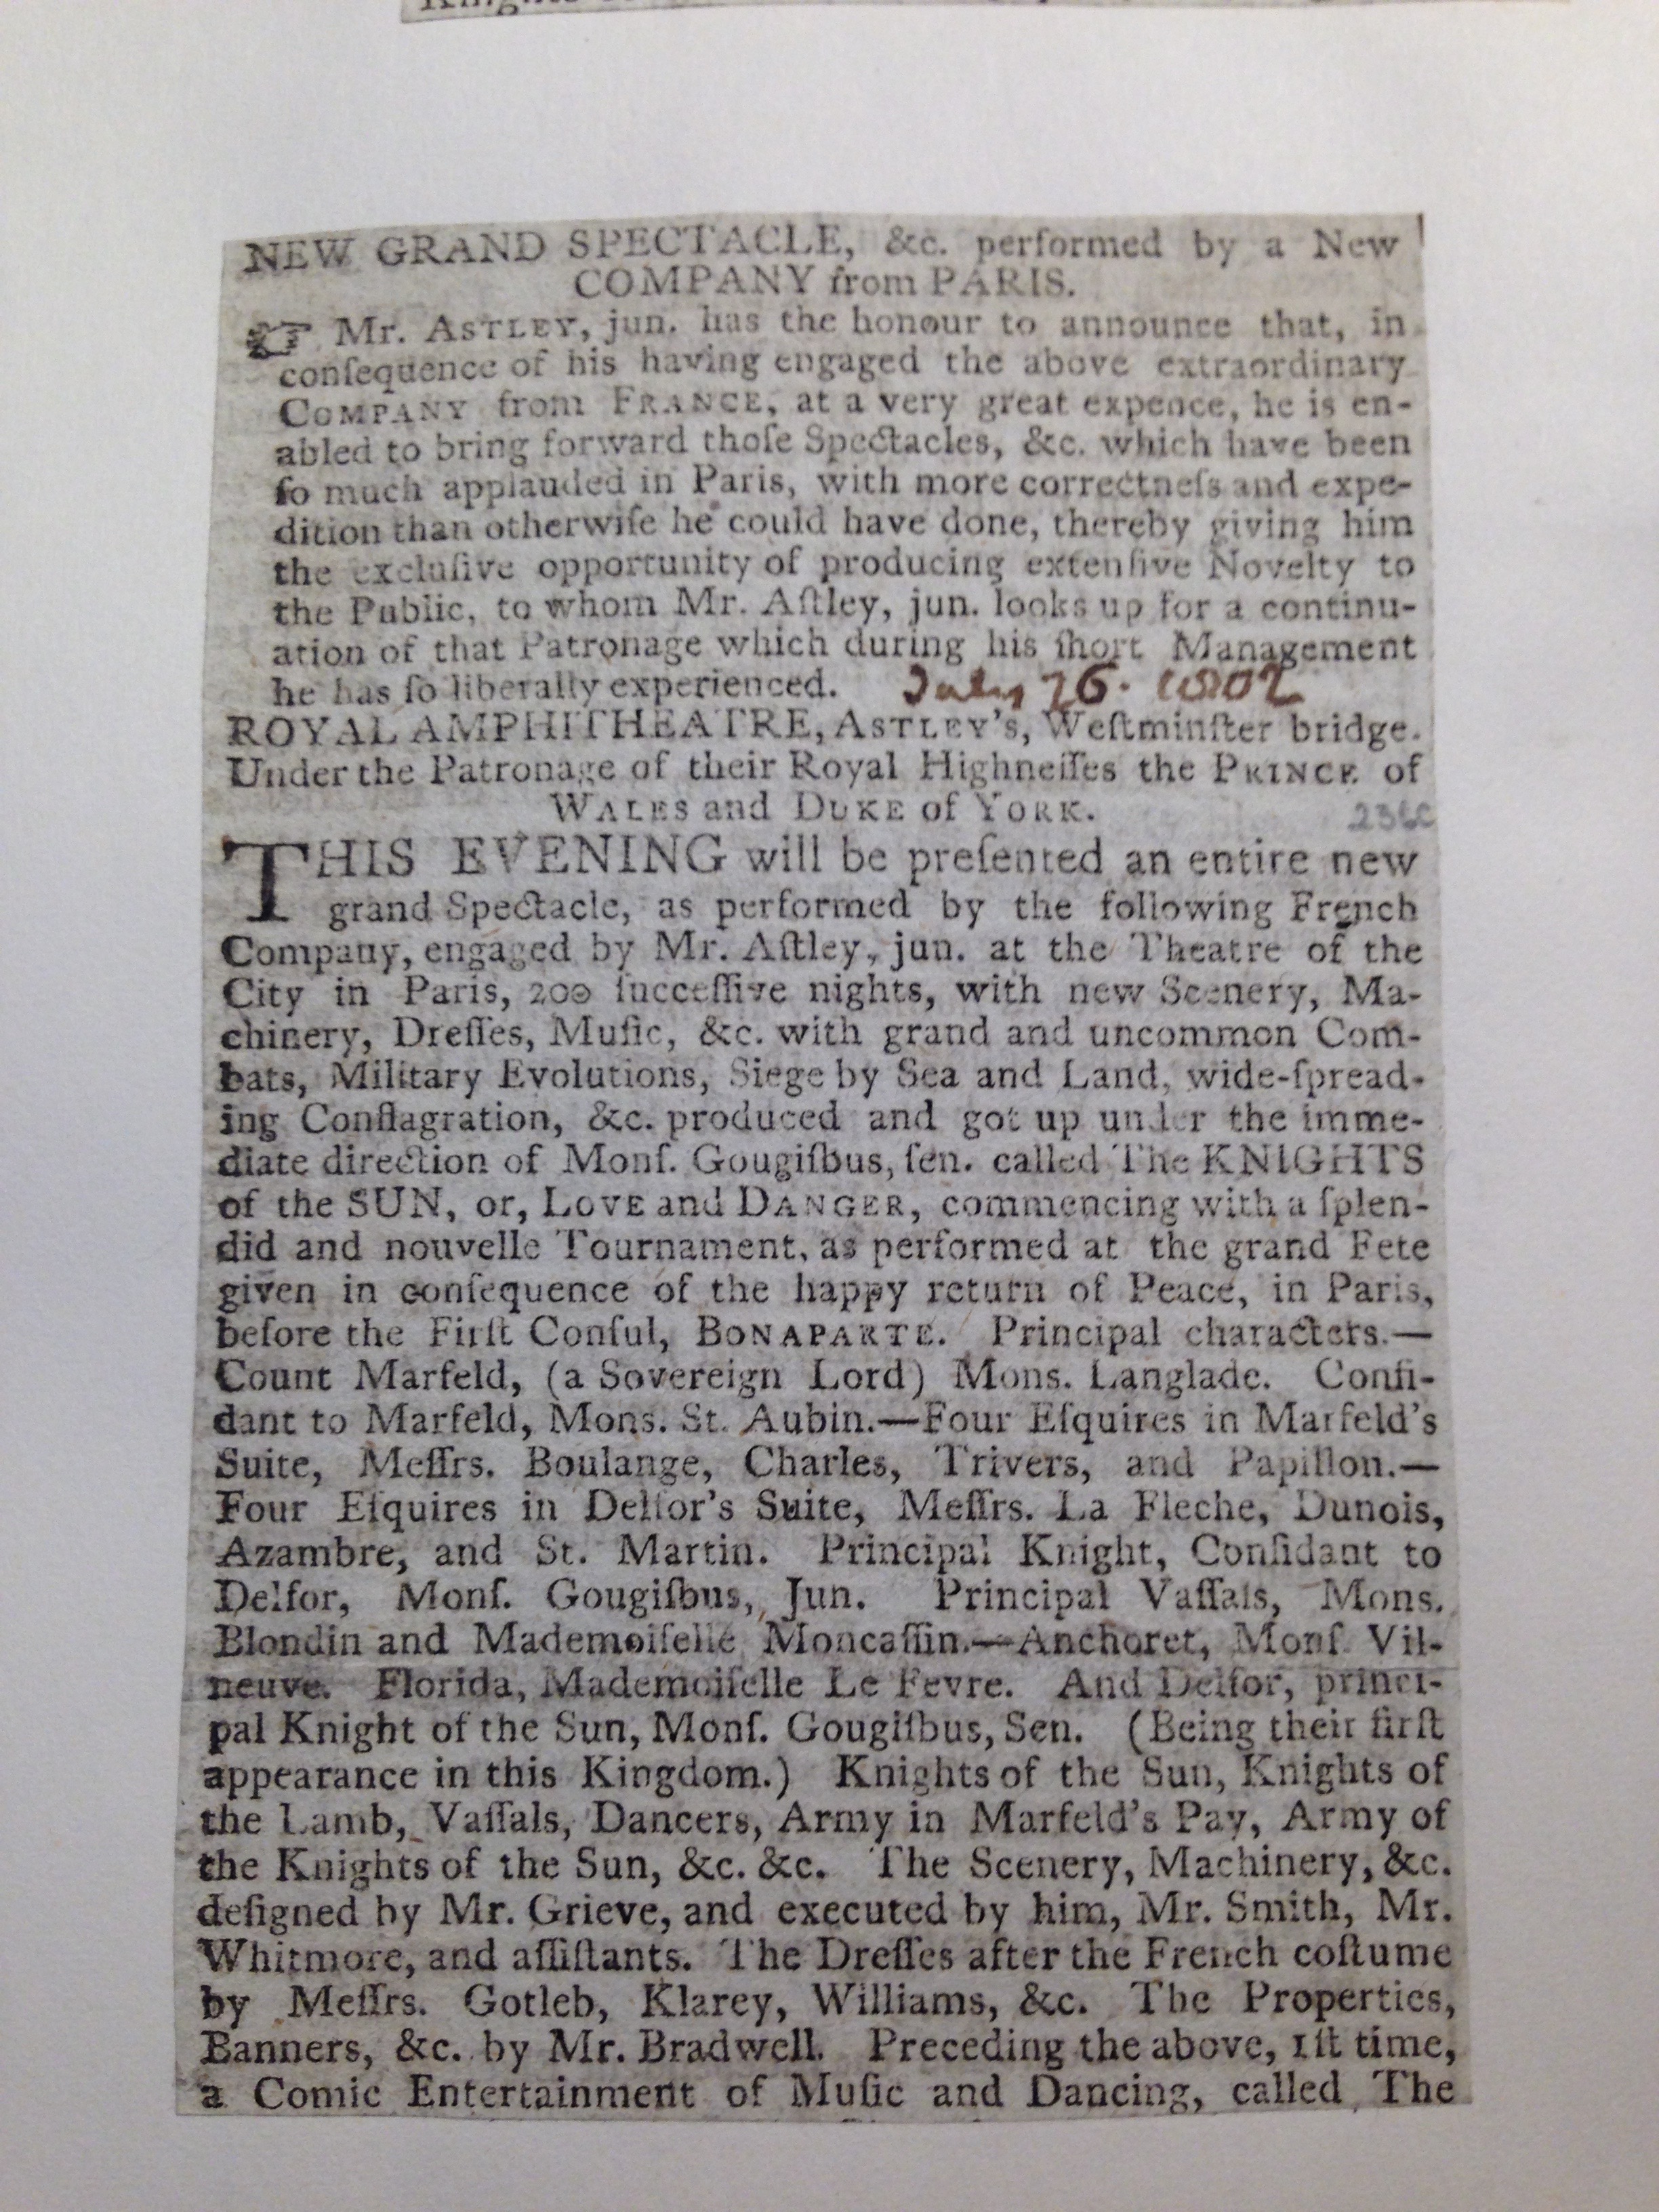 NEW GRAND SPECTACLE, &c. performed by a New
COMPANY from PARIS.
☞ Mr. ASTLEY, jun. has the honour to announce that, in
conſequence of his having engaged the above extraordinary
COMPANY from FRANCE, at a very great expence, he is en-
abled to bring forward thoſe Spectacles, &c. which have been
ſo much applauded in Paris, with more correctneſs and expe-
dition than otherwiſe he could have done, thereby giving him
the excluſive opportunity of producing extenſive Novelty to
the Public, to whom Mr. Aſtley, jun. looks up for a continu-
ation of that Patronage which during his ſhort Management
he has ſo liberally experienced. July 26. 1802
ROYAL AMPHITHEATRE, ASTLEY's, Weſtminſter bridge.
Under the Patronage of their Royal Highneſſes the PRINCE of
WALES and DUKE of YORK.
THIS EVENING will be preſented an entire new
grand Spectacle, as performed by the following French
Company, engaged by Mr. Aſtley, jun. at the Theatre of the
City in Paris, 200 ſucceſſive nights, with new Scenery, Ma-
chinery, Dreſſes, Muſic, &c. with grand and uncommon Com-
bats, Military Evolutions, Siege by Sea and Land, wide-ſpread-
ing Conflagration, &c. produced and got up under the imme-
diate direction of Monſ. Gougiſbus, ſen. called The KNIGHTS
of the SUN, or, LOVE and DANGER, commencing with a ſplen-
did and nouvelle Tournament, as performed at the grand Fete
given in conſequence of the happy return of Peace, in Paris,
before the Firſt Conſul, BONAPARTE. Principal characters.—
Count Marfeld, (a Sovereign Lord) Mons. Langlade. Confi-
dant to Marfeld, Mons. St. Aubin.—Four Eſquires in Marfeld's
Suite, Meſſrs. Boulange, Charles, Trivers, and Papillon.—
Four Eſquires in Delfor's Suite, Meſſrs. La Fleche, Dunois,
Azambre, and St. Martin. Principal Knight, Confidant to
Delfor, Monſ. Gougiſbus, Jun. Principal Vaſſals, Mons.
Blondin and Mademoiſelle Moncaſſin.—Anchoret, Monſ. Vil-
neuve. Florida, Mademoiſelle Le Fevre. And Delfor, princi-
pal Knight of the Sun, Monſ. Gougiſbus, Sen. (Being their firſt
appearance in this Kingdom.) Knights of the Sun, Knights of
the Lamb, Vaſſals, Dancers, Army in Marfeld's Pay, Army of
the Knights of the Sun, &c. &c. The Scenery, Machinery, &c.
deſigned by Mr. Grieve, and executed by him, Mr. Smith, Mr.
Whitmore, and aſſiſtants. The Dreſſes after the French coſtume
by Meſſrs. Gotleb, Klarey, Williams, &c. The Properties,
Banners, &c. by Mr. Bradwell. Preceding the above, 1ſt time,
a Comic Entertainment of Muſic and Dancing, called The